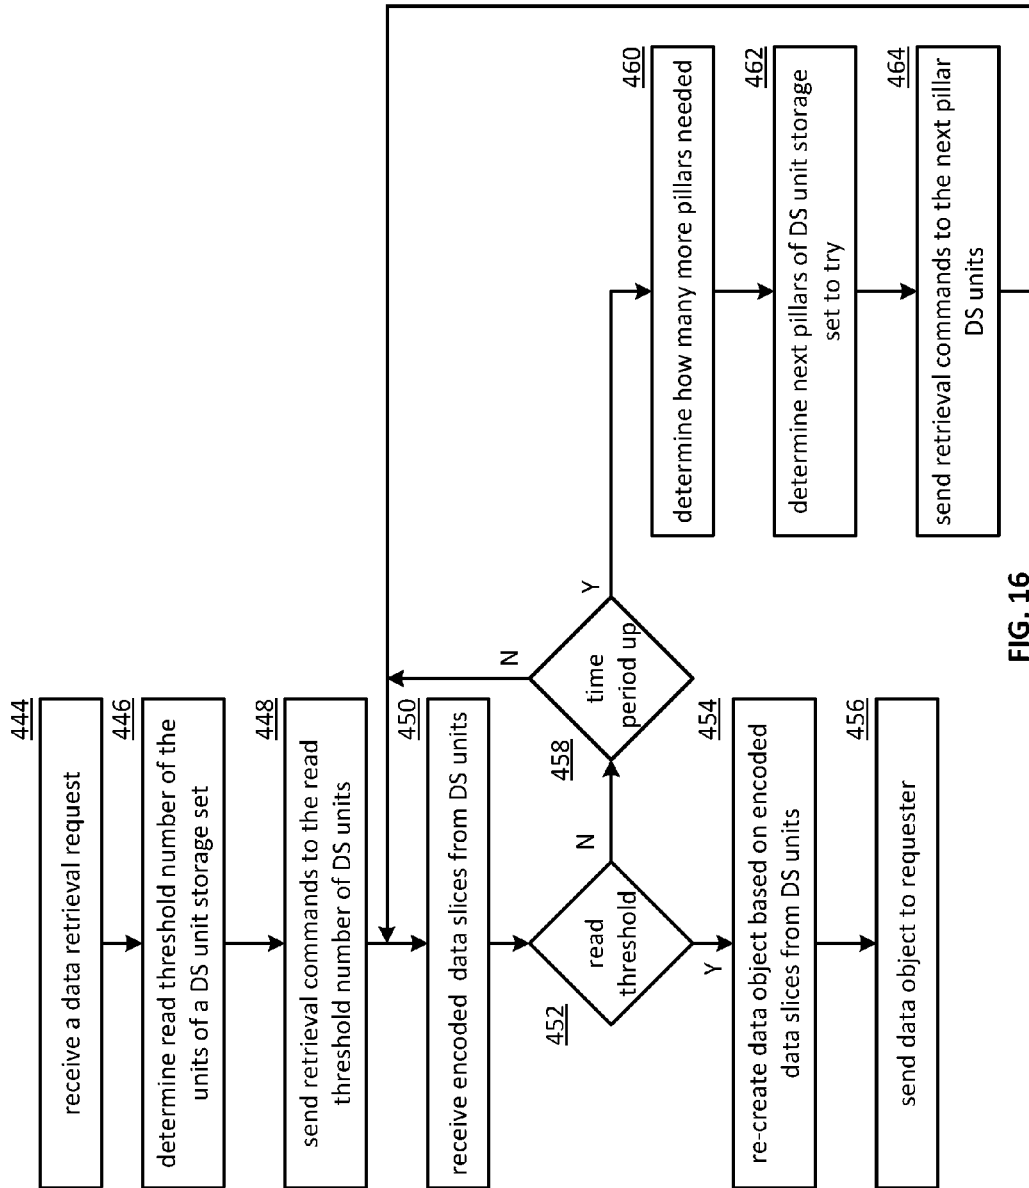 444
receive a data retrieval request
446
determine read threshold number of the
units of a DS unit storage set
448
send retrieval commands to the read
threshold number of DS units
450
receive encoded data slices from DS units
452
read
threshold
N
Y
454
re-create data object based on encoded
data slices from DS units
456
send data object to requester
458
time
period up
N
Y
460
determine how many more pillars needed
462
determine next pillars of DS unit storage
set to try
464
send retrieval commands to the next pillar
DS units
FIG. 16